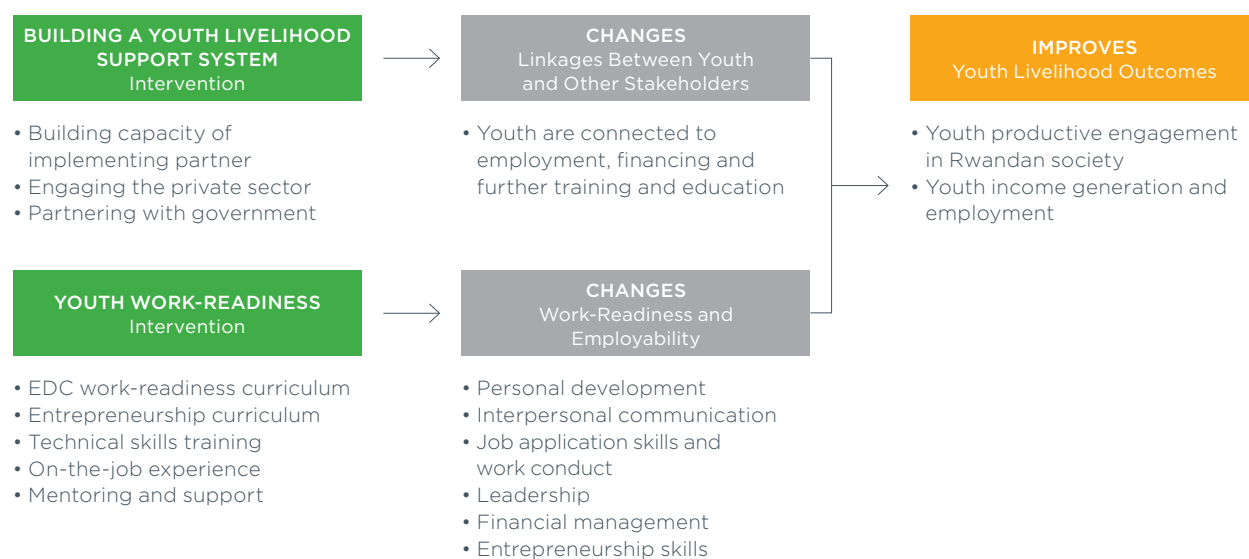 BUILDING A YOUTH LIVELIHOOD
SUPPORT SYSTEM
Intervention
• Building capacity of
implementing partner
• Engaging the private sector
• Partnering with government
CHANGES
Linkages Between Youth
and Other Stakeholders
• Youth are connected to
employment, financing and
further training and education
IMPROVES
Youth Livelihood Outcomes
• Youth productive engagement
in Rwandan society
• Youth income generation and
employment
YOUTH WORK-READINESS
Intervention
• EDC work-readiness curriculum
• Entrepreneurship curriculum
• Technical skills training
• On-the-job experience
• Mentoring and support
CHANGES
Work-Readiness and
Employability
• Personal development
• Interpersonal communication
• Job application skills and
work conduct
• Leadership
• Financial management
• Entrepreneurship skills